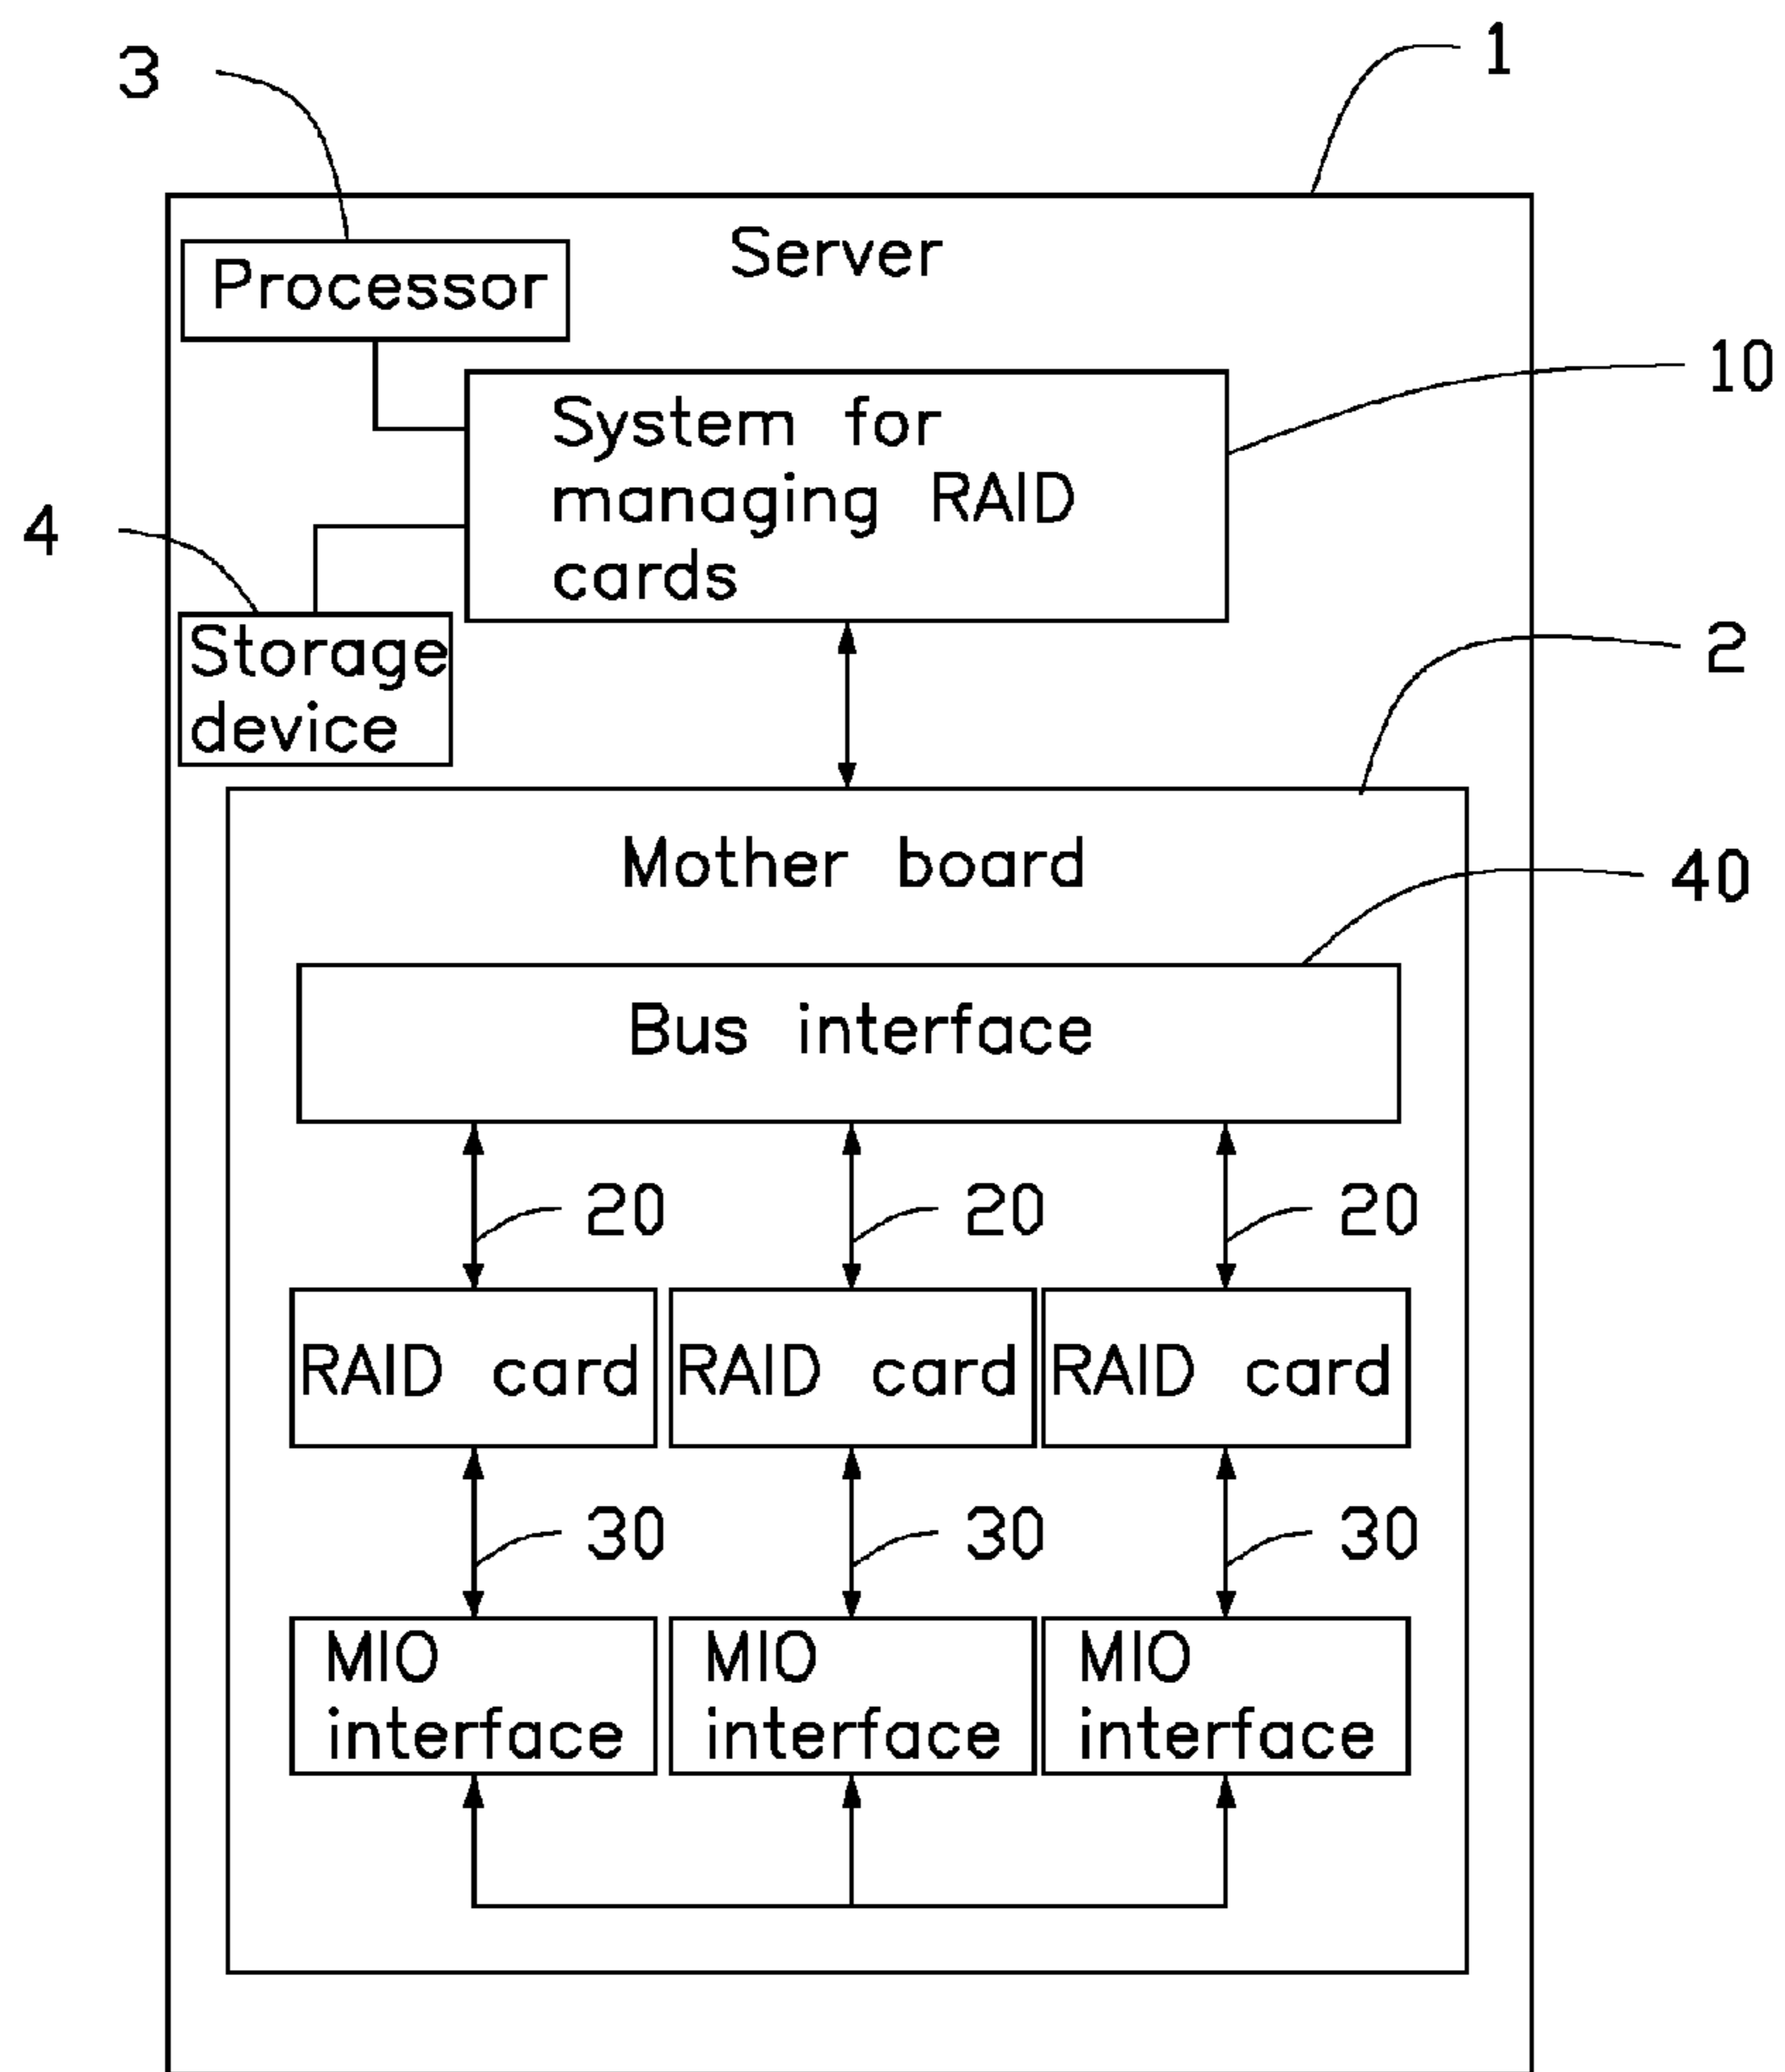 1
3
Server
Processor
10
System for
managing RAID
cards
4
2
Storage
device
Mother board
40
Bus interface
20 20 20
RAID card RAID card RAID card
30 30 30
MIO MIO MIO
interface interface interface